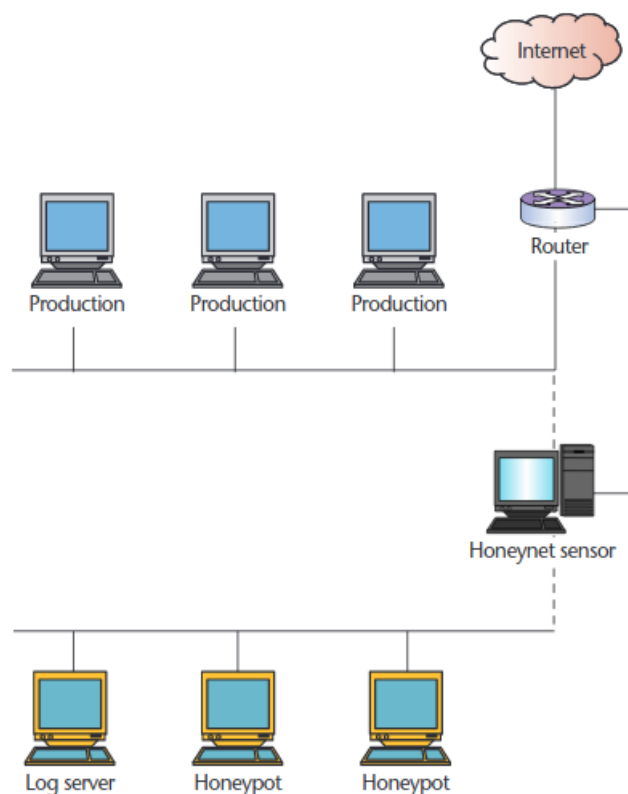 Internet
Router
Production
Production
Production
Honeynet sensor
Log server
Honeypot
Honeypot